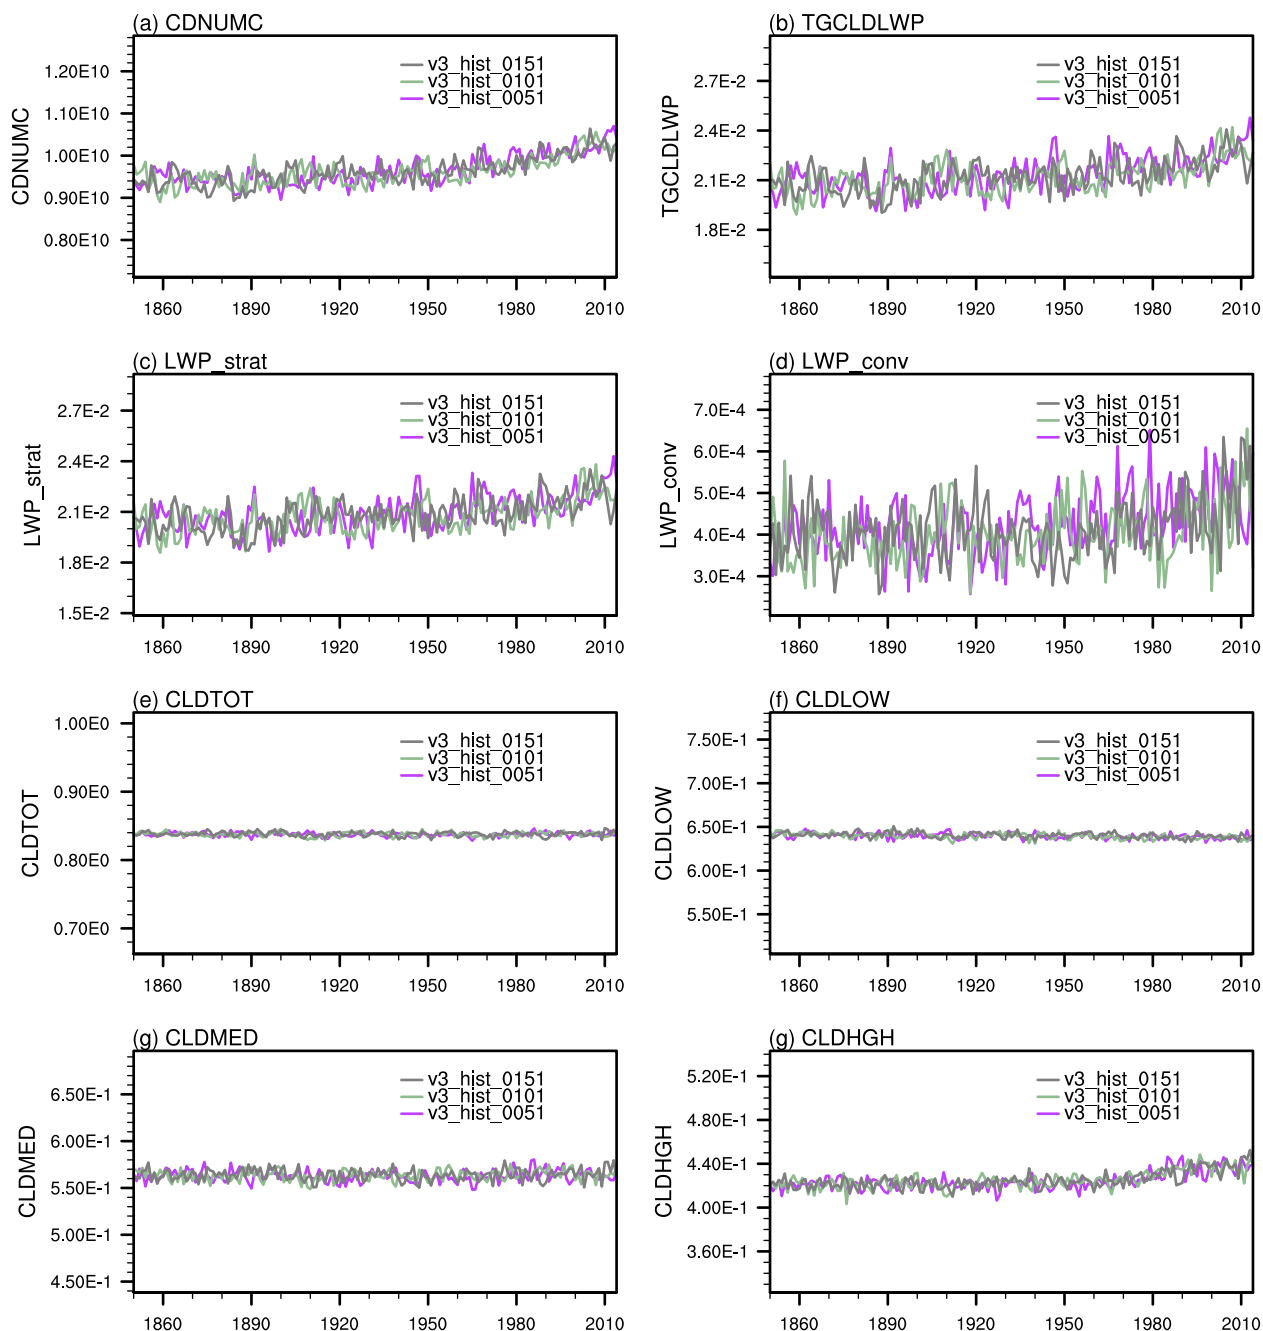 (a) CDNUMC
CDNUMC
1.20E10
1.10E10
1.00E10
0.90E10
0.80E10
v3_hist_0151
v3_hist_0101
v3_hist_0051
1860 1890 1920 1950 1980 2010
(b) TGCLDLWP
TGCLDLWP
2.7E-2
2.4E-2
2.1E-2
1.8E-2
v3_hist_0151
v3_hist_0101
v3_hist_0051
1860 1890 1920 1950 1980 2010
(c) LWP_strat
LWP_strat
2.7E-2
2.4E-2
2.1E-2
1.8E-2
1.5E-2
v3_hist_0151
v3_hist_0101
v3_hist_0051
1860 1890 1920 1950 1980 2010
(d) LWP_conv
LWP_conv
7.0E-4
6.0E-4
5.0E-4
4.0E-4
3.0E-4
v3_hist_0151
v3_hist_0101
v3_hist_0051
1860 1890 1920 1950 1980 2010
(e) CLDTOT
CLDTOT
1.00E0
0.90E0
0.80E0
0.70E0
v3_hist_0151
v3_hist_0101
v3_hist_0051
1860 1890 1920 1950 1980 2010
(f) CLDLOW
CLDLOW
7.50E-1
7.00E-1
6.50E-1
6.00E-1
5.50E-1
v3_hist_0151
v3_hist_0101
v3_hist_0051
1860 1890 1920 1950 1980 2010
(g) CLDMED
CLDMED
6.50E-1
6.00E-1
5.50E-1
5.00E-1
4.50E-1
v3_hist_0151
v3_hist_0101
v3_hist_0051
1860 1890 1920 1950 1980 2010
(g) CLDHGH
CLDHGH
5.20E-1
4.80E-1
4.40E-1
4.00E-1
3.60E-1
v3_hist_0151
v3_hist_0101
v3_hist_0051
1860 1890 1920 1950 1980 2010